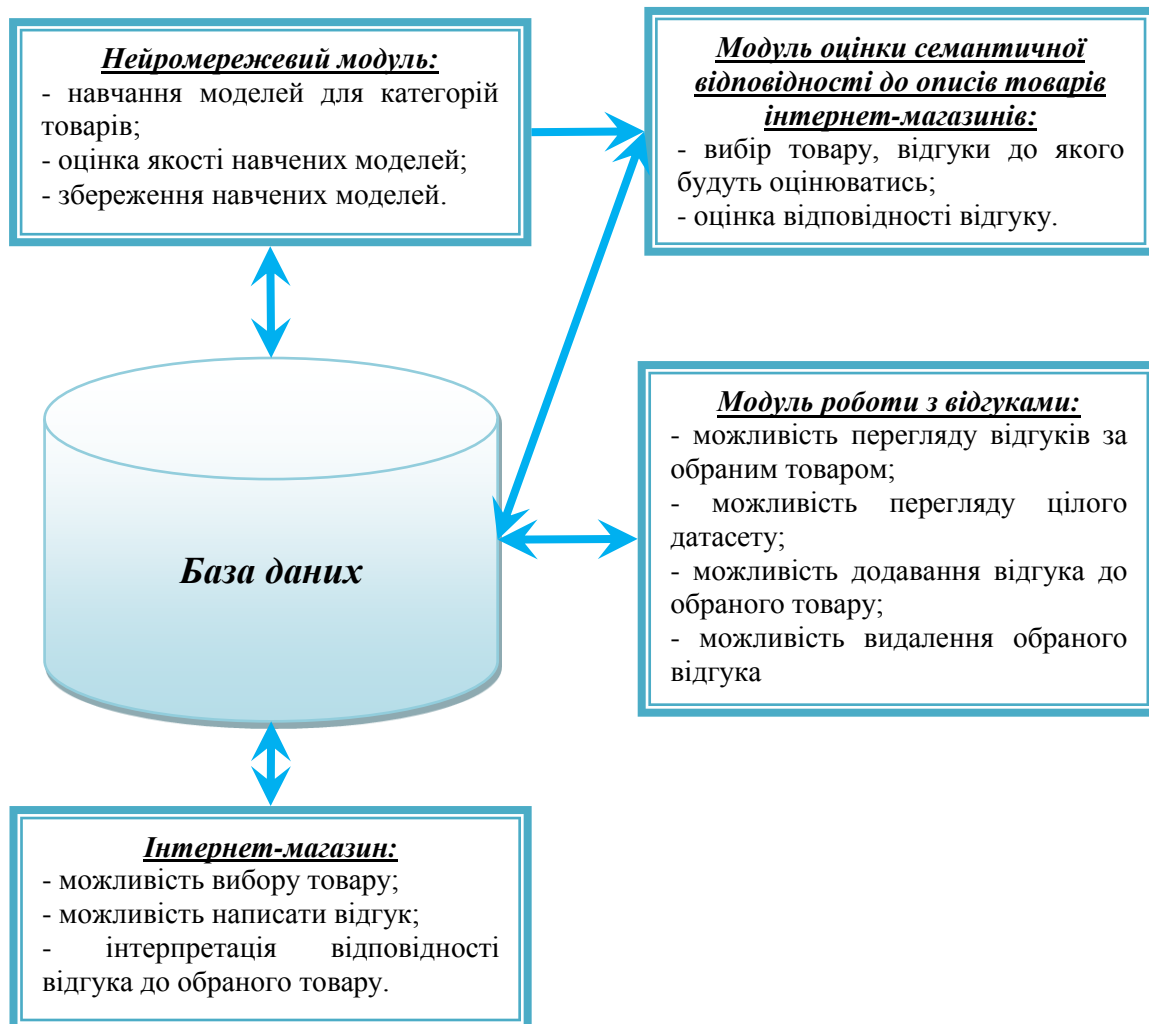 Нейромережевий модуль:
- навчання моделей для категорій
товарів;
- оцінка якості навчених моделей;
- збереження навчених моделей.
Модуль оцінки семантичної
відповідності до описів товарів
інтернет-магазинів:
- вибір товару, відгуки до якого
будуть оцінюватись;
- оцінка відповідності відгуку.
Модуль роботи з відгуками:
- можливість перегляду відгуків за
обраним товаром;
- можливість перегляду цілого
датасету;
- можливість додавання відгука до
обраного товару;
- можливість видалення обраного
відгука
База даних
Інтернет-магазин:
- можливість вибору товару;
- можливість написати відгук;
- інтерпретація відповідності
відгука до обраного товару.